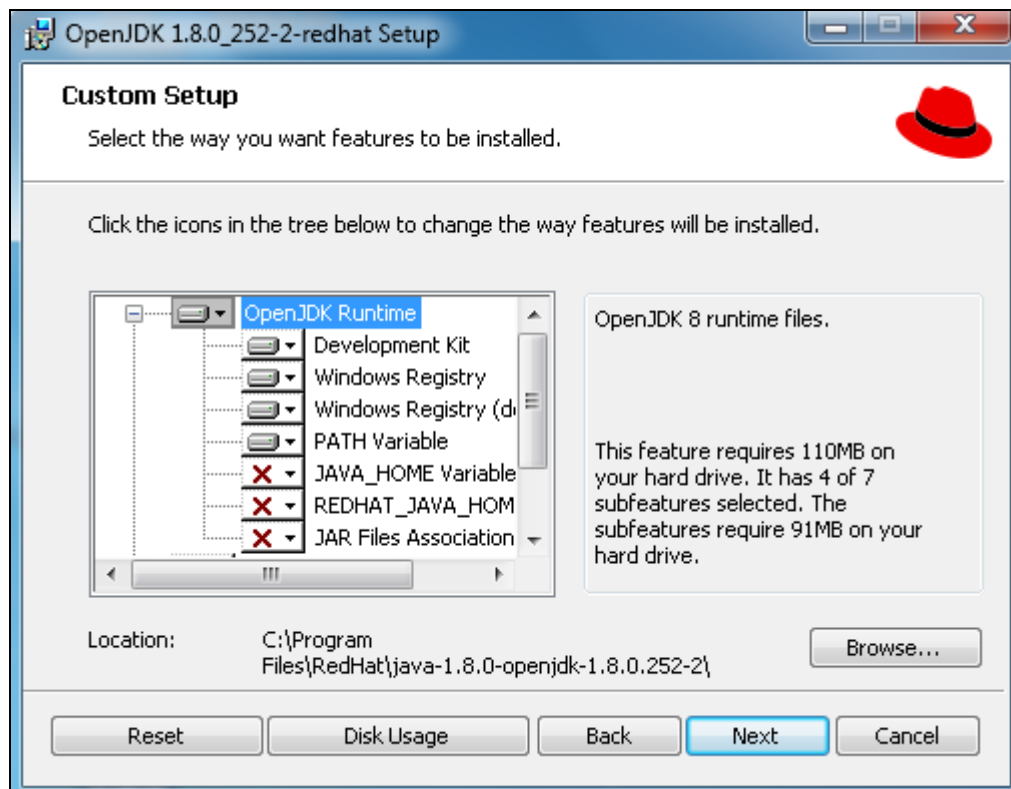 OpenJDK 1.8.0_252-2-redhat Setup
Custom Setup
Select the way you want features to be installed.
Click the icons in the tree below to change the way features will be installed.
OpenJDK Runtime
Development Kit
Windows Registry
Windows Registry (d
PATH Variable
JAVA_HOME Variable
REDHAT_JAVA_HOM
JAR Files Association
OpenJDK 8 runtime files.
This feature requires 110MB on
your hard drive. It has 4 of 7
subfeatures selected. The
subfeatures require 91MB on your
hard drive.
Location:
C:\Program
Files\RedHat\java-1.8.0-openjdk-1.8.0.252-2\
Browse...
Reset
Disk Usage
Back
Next
Cancel